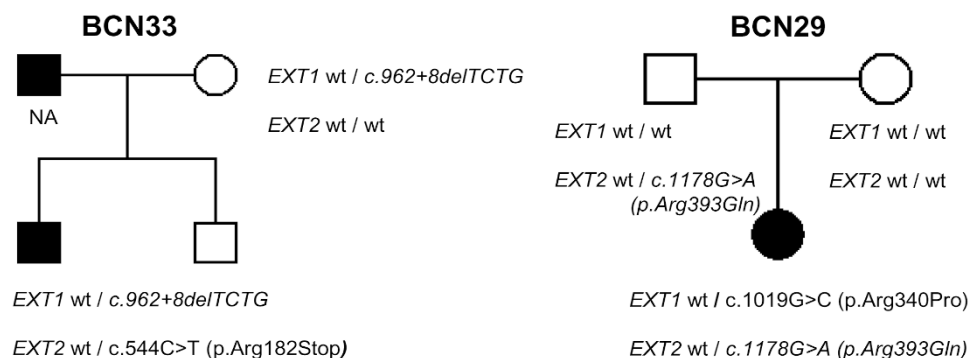 BCN33
NA
EXT1 wt / c.962+8delTCTG
EXT2 wt / wt
EXT1 wt / c.962+8delTCTG
EXT2 wt / c.544C>T (p.Arg182Stop)
BCN29
EXT1 wt / wt
EXT2 wt / c.1178G>A
(p.Arg393Gln)
EXT1 wt / wt
EXT2 wt / wt
EXT1 wt / c.1019G>C (p.Arg340Pro)
EXT2 wt / c.1178G>A (p.Arg393Gln)